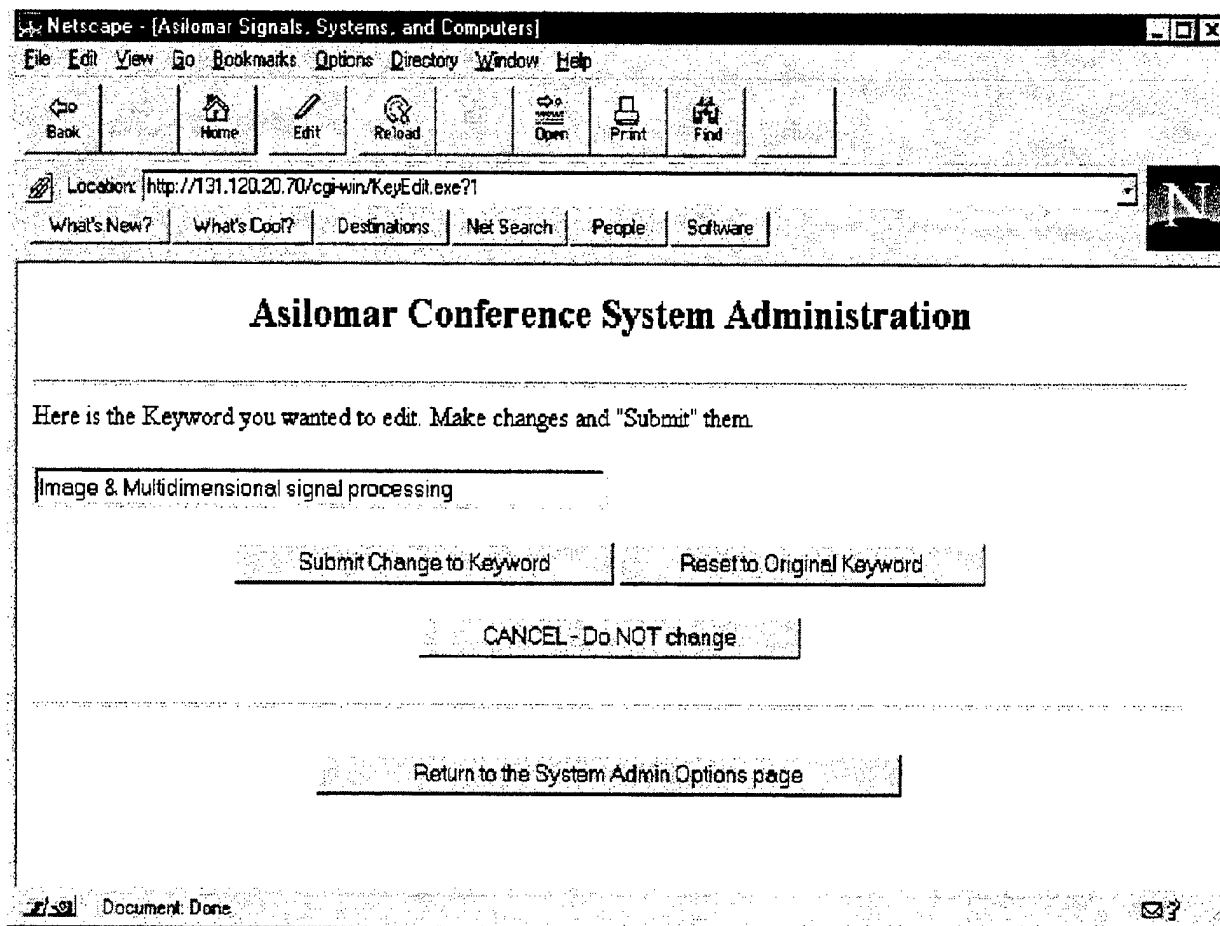 Netscape - [Asilomar Signals, Systems, and Computers]
File Edit View Go Bookmarks Options Directory Window Help
Back Home Edit Reload Open Print Find
Location: http://131.120.20.70/cgi-win/KeyEdit.exe?1
N
What's New? What's Cool? Destinations Net Search People Software
Asilomar Conference System Administration
Here is the Keyword you wanted to edit. Make changes and "Submit" them.
Image & Multidimensional signal processing
Submit Change to Keyword Reset to Original Keyword
CANCEL - Do NOT change
Return to the System Admin Options page
Document: Done